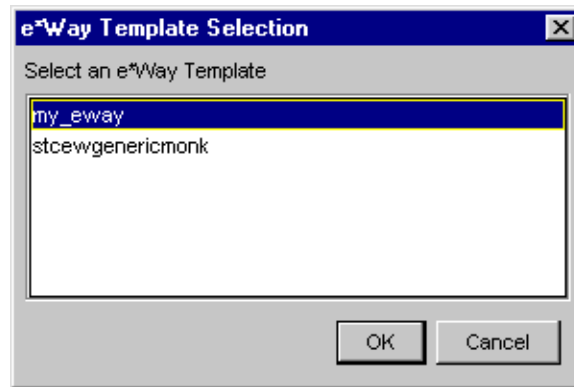 e*Way Template Selection
Select an e*Way Template
my_eway
stcewgenericmonk
OK
Cancel